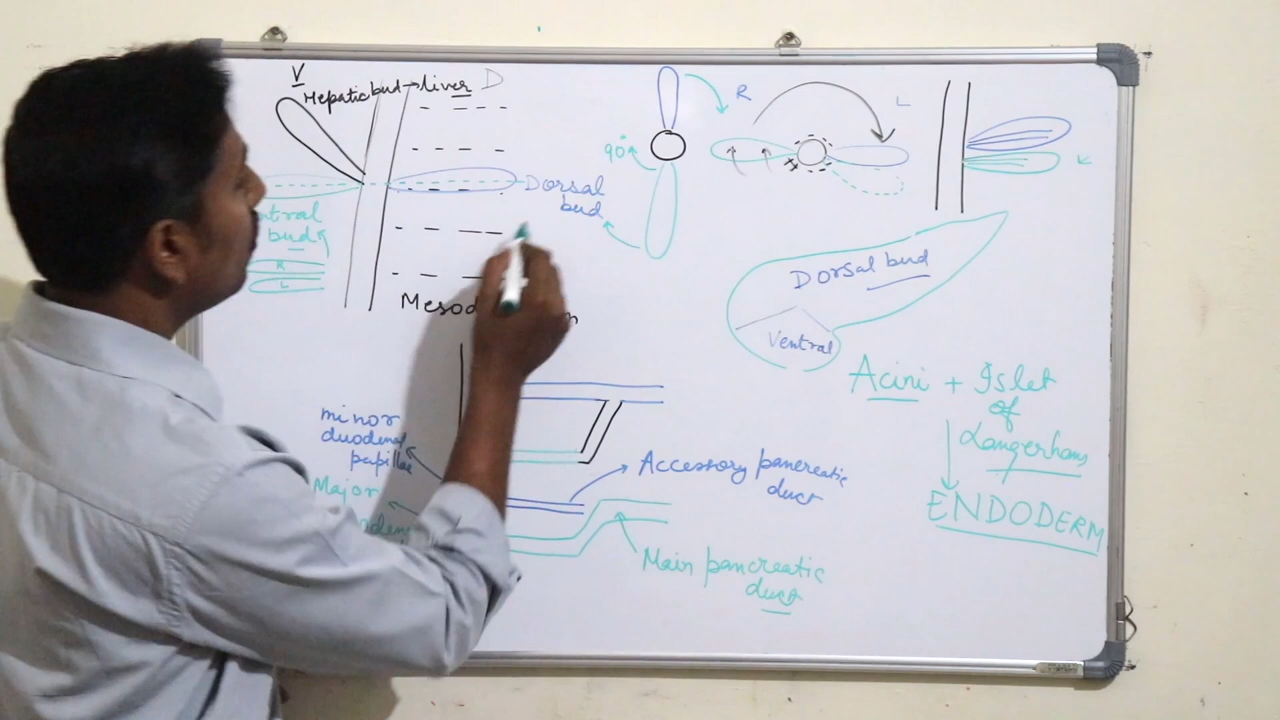 V
Hepatic bud → liver D
Dorsal
bud
bud
R
L
90°
R
L
Dorsal bud
Ventral
Acini + Islet
of
Langerhans
ENDODERM
minor
duodenal
papillae
Major
Accessory pancreatic
duct
Main pancreatic
duct